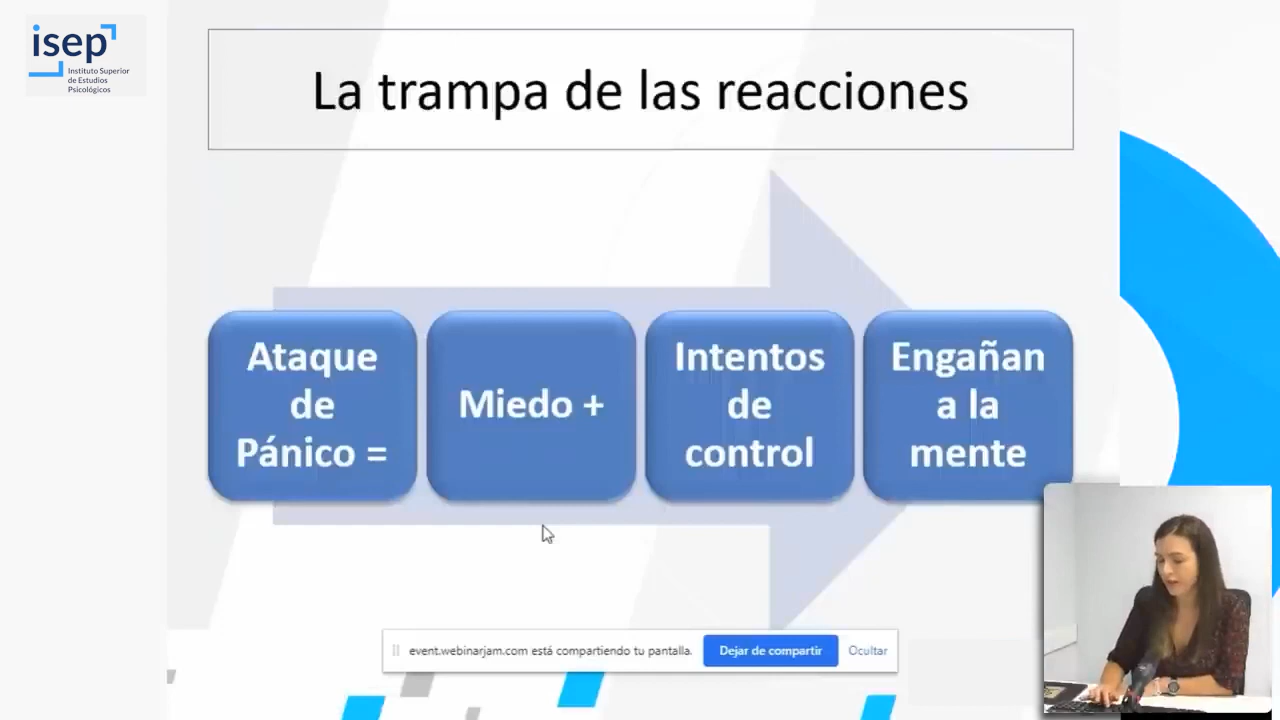 isep
Instituto Superior
de Estudios
Psicológicos
La trampa de las reacciones
Ataque
de
Pánico =
Miedo +
Intentos
de
control
Engañan
a la
mente
event.webinarjam.com está compartiendo tu pantalla.
Dejar de compartir
Ocultar